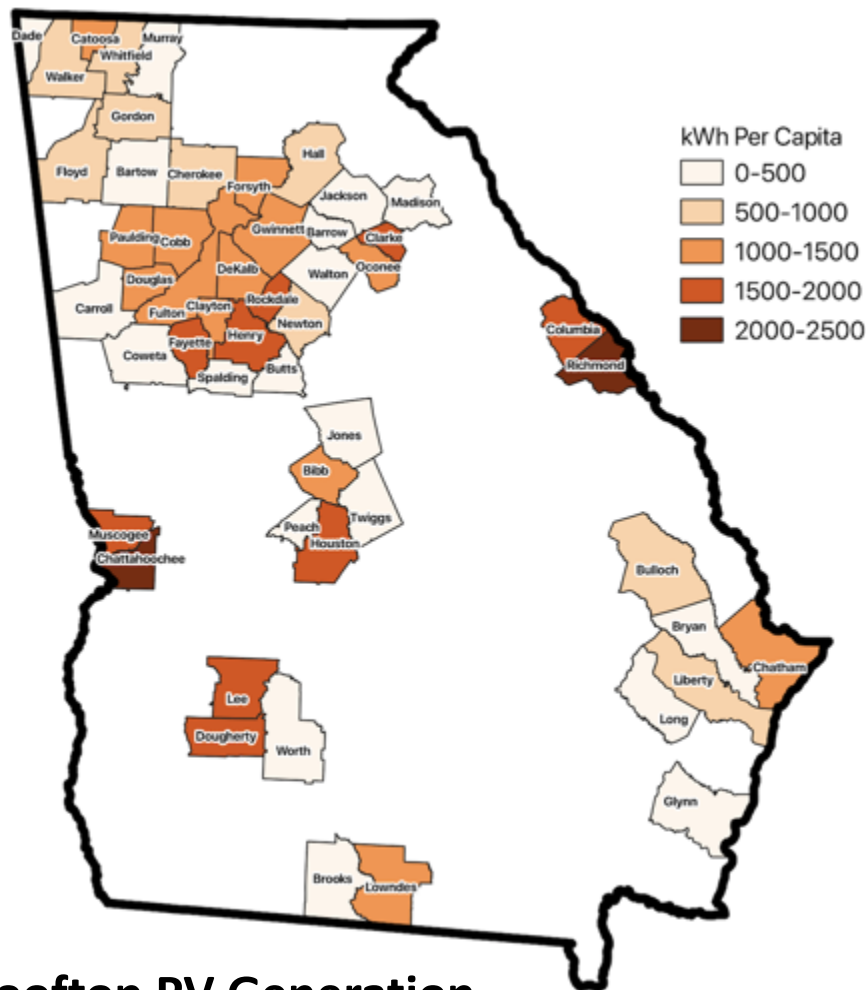 Dade
Catoosa
Murray
Whitfield
Walker
Gordon
Floyd
Bartow
Cherokee
Hall
Forsyth
Jackson
Madison
Paulding
Cobb
Gwinnett
Barrow
Clarke
Oconee
DeKalb
Walton
Douglas
Rockdale
Carroll
Fulton
Clayton
Newton
Henry
Fayette
Coweta
Spalding
Butts
kWh Per Capita
0-500
500-1000
1000-1500
1500-2000
2000-2500
Columbia
Richmond
Jones
Bibb
Twiggs
Peach
Houston
Muscogee
Chattahoochee
Bulloch
Bryan
Chatham
Liberty
Long
Glynn
Lee
Dougherty
Worth
Brooks
Lowndes
PV Generation